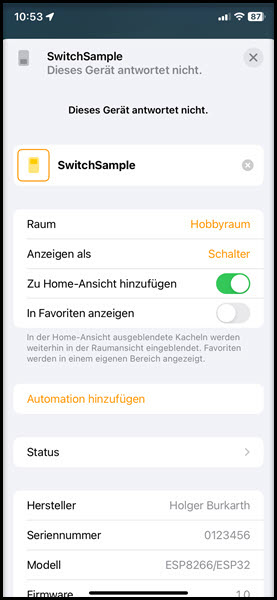 10:53
87
SwitchSample
Dieses Gerät antwortet nicht.
Dieses Gerät antwortet nicht.
SwitchSample
Raum Hobbyraum
Anzeigen als Schalter
Zu Home-Ansicht hinzufügen
In Favoriten anzeigen
In der Home-Ansicht ausgeblendete Kacheln werden
weiterhin in der Raumansicht eingeblendet. Favoriten
werden in einem eigenen Bereich angezeigt.
Automation hinzufügen
Status
Hersteller Holger Burkarth
Seriennummer 0123456
Modell ESP8266/ESP32
Firmware 1.0